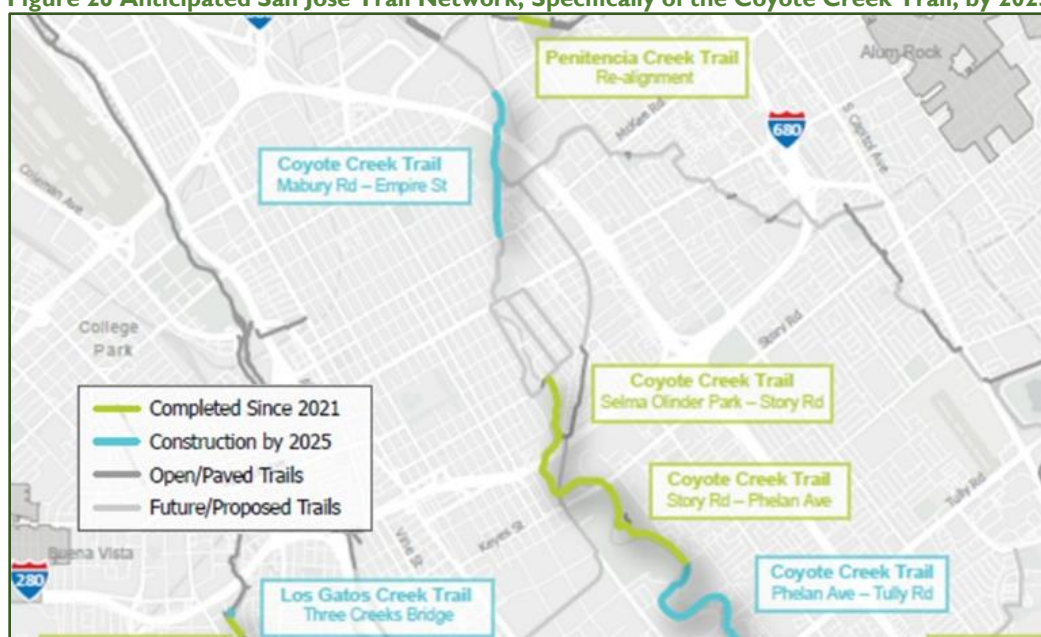 Figure 20 Anticipated San Jose Trail Network, Specifically of the Coyote Creek Trail, by 2025
Penitencia Creek Trail
Re-alignment
Alum Rock
McKee Rd
680
S Capitol Ave
Coyote Creek Trail
Mabury Rd – Empire St
Coleman Ave
College
Park
Story Rd
Coyote Creek Trail
Selma Olinder Park – Story Rd
Completed Since 2021
Construction by 2025
Open/Paved Trails
Future/Proposed Trails
Coyote Creek Trail
Story Rd – Phelan Ave
Tully Rd
Keyes St
Vine St
Buena Vista
280
Los Gatos Creek Trail
Three Creeks Bridge
Coyote Creek Trail
Phelan Ave – Tully Rd